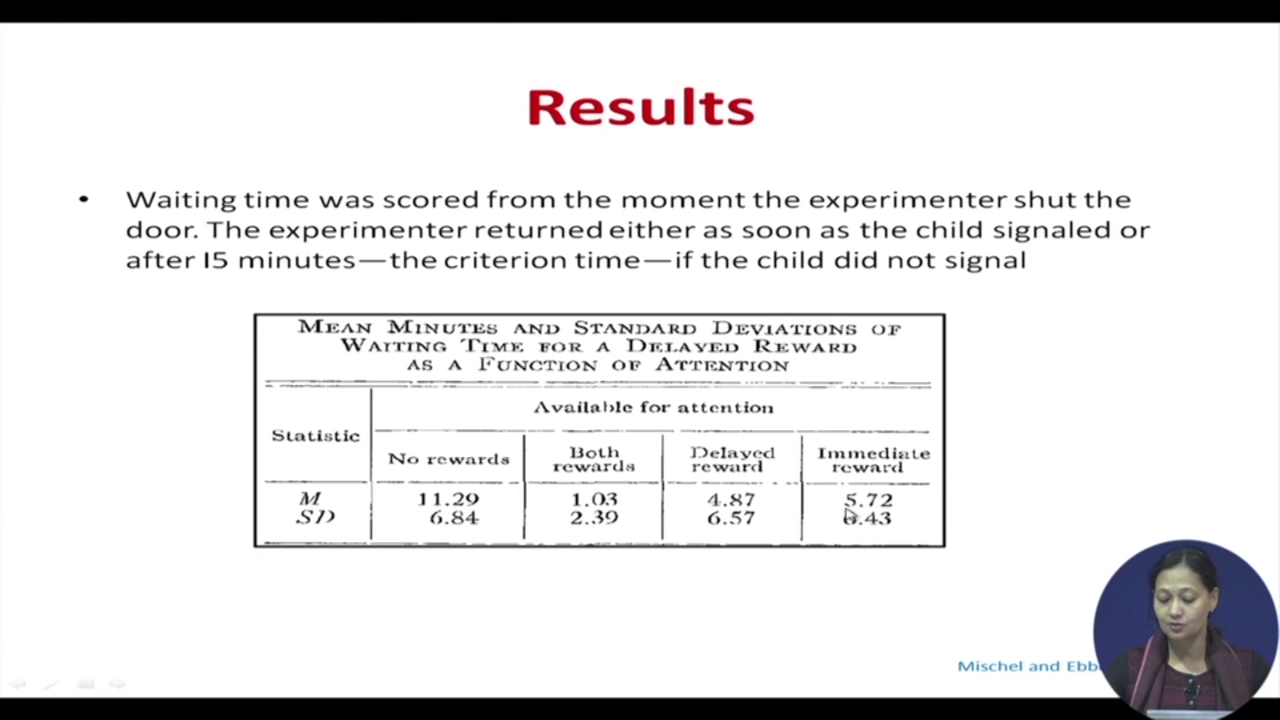 Results
• Waiting time was scored from the moment the experimenter shut the
door. The experimenter returned either as soon as the child signaled or
after I5 minutes—the criterion time—if the child did not signal
MEAN MINUTES AND STANDARD DEVIATIONS OF
WAITING TIME FOR A DELAYED REWARD
AS A FUNCTION OF ATTENTION
Statistic
Available for attention
No rewards
Both
rewards
Delayed
reward
Immediate
reward
M 11.29 1.03 4.87 5.72
SD 6.84 2.39 6.57 6.43
Mischel and